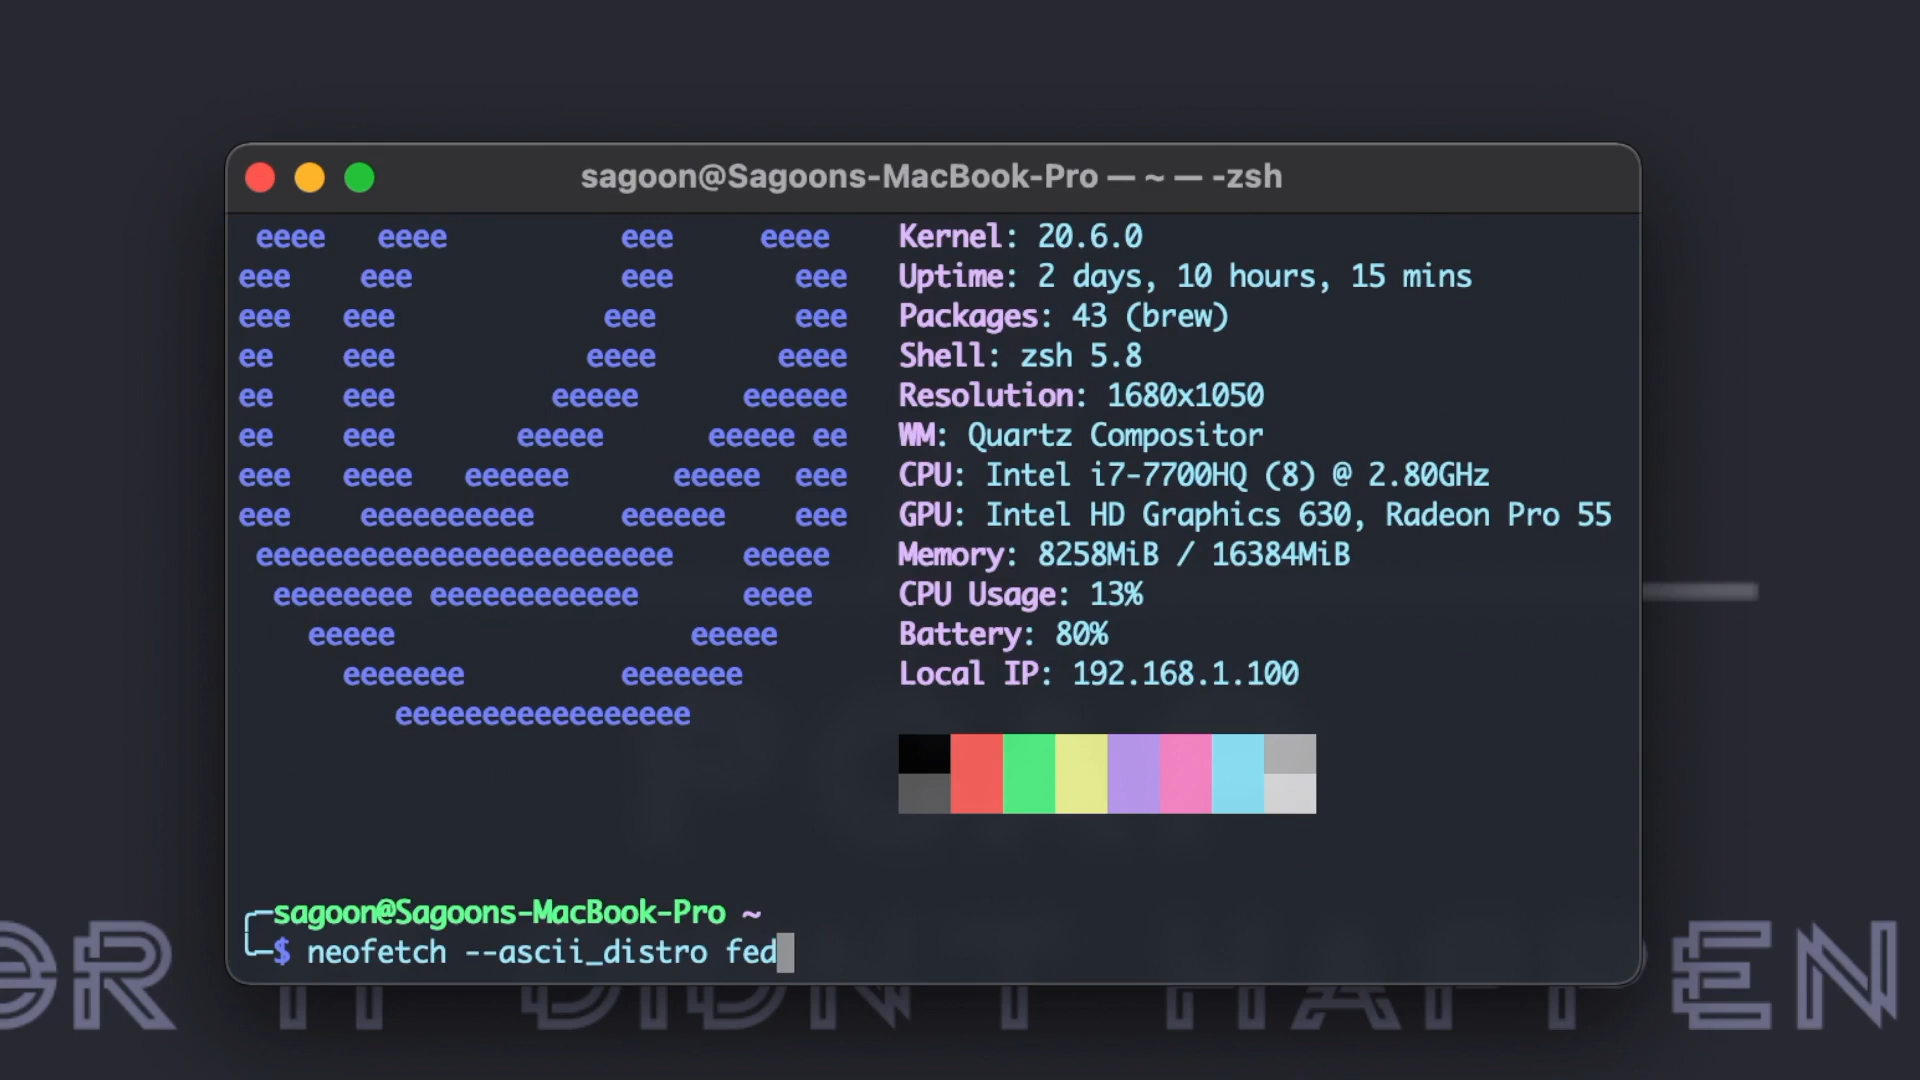 sagoon@Sagoons-MacBook-Pro — ~ — -zsh
eeee   eeee          eee     eeee   Kernel: 20.6.0
eee    eee            eee       eee   Uptime: 2 days, 10 hours, 15 mins
eee   eee            eee        eee   Packages: 43 (brew)
ee    eee           eeee       eeee   Shell: zsh 5.8
ee    eee         eeeee      eeeeee   Resolution: 1680x1050
ee    eee       eeeee      eeeee ee   WM: Quartz Compositor
eee   eeee   eeeeee      eeeee  eee   CPU: Intel i7-7700HQ (8) @ 2.80GHz
eee    eeeeeeeeee     eeeeee    eee   GPU: Intel HD Graphics 630, Radeon Pro 55
eeeeeeeeeeeeeeeeeeeeeeee    eeeee   Memory: 8258MiB / 16384MiB
eeeeeeee eeeeeeeeeeee      eeee   CPU Usage: 13%
eeeee                 eeeee   Battery: 80%
eeeeeee         eeeeeee   Local IP: 192.168.1.100
eeeeeeeeeeeeeeeee
sagoon@Sagoons-MacBook-Pro ~
$ neofetch --ascii_distro fed
OR IT DIDN'T HAPPEN